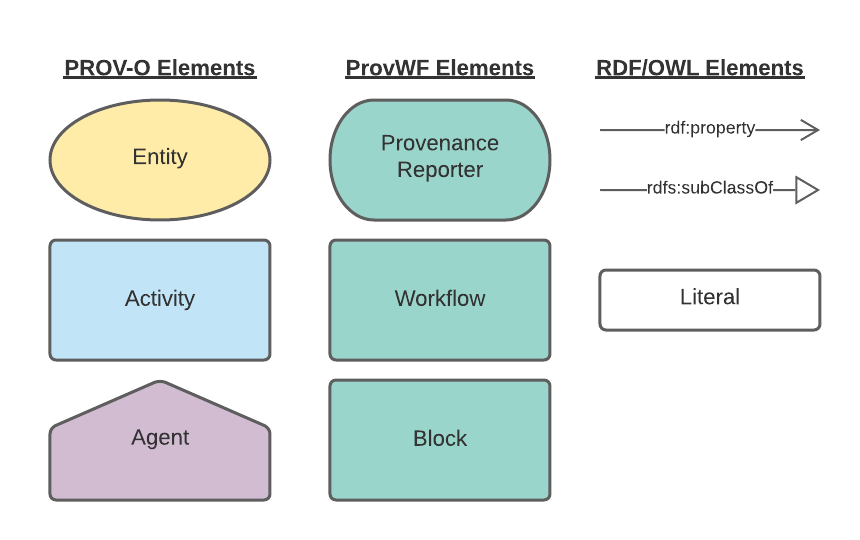 PROV-O Elements
Entity
Activity
Agent
ProvWF Elements
Provenance
Reporter
Workflow
Block
RDF/OWL Elements
rdf:property
rdfs:subClassOf
Literal